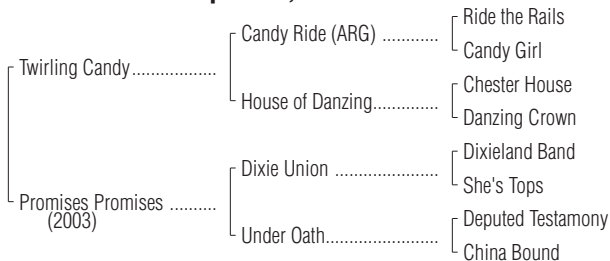 Ride the Rails
Candy Ride (ARG) ............
Candy Girl
Twirling Candy..................
Chester House
House of Danzing..............
Danzing Crown
Dixieland Band
Dixie Union ......................
She's Tops
Promises Promises ..........
(2003)
Deputed Testamony
Under Oath........................
China Bound